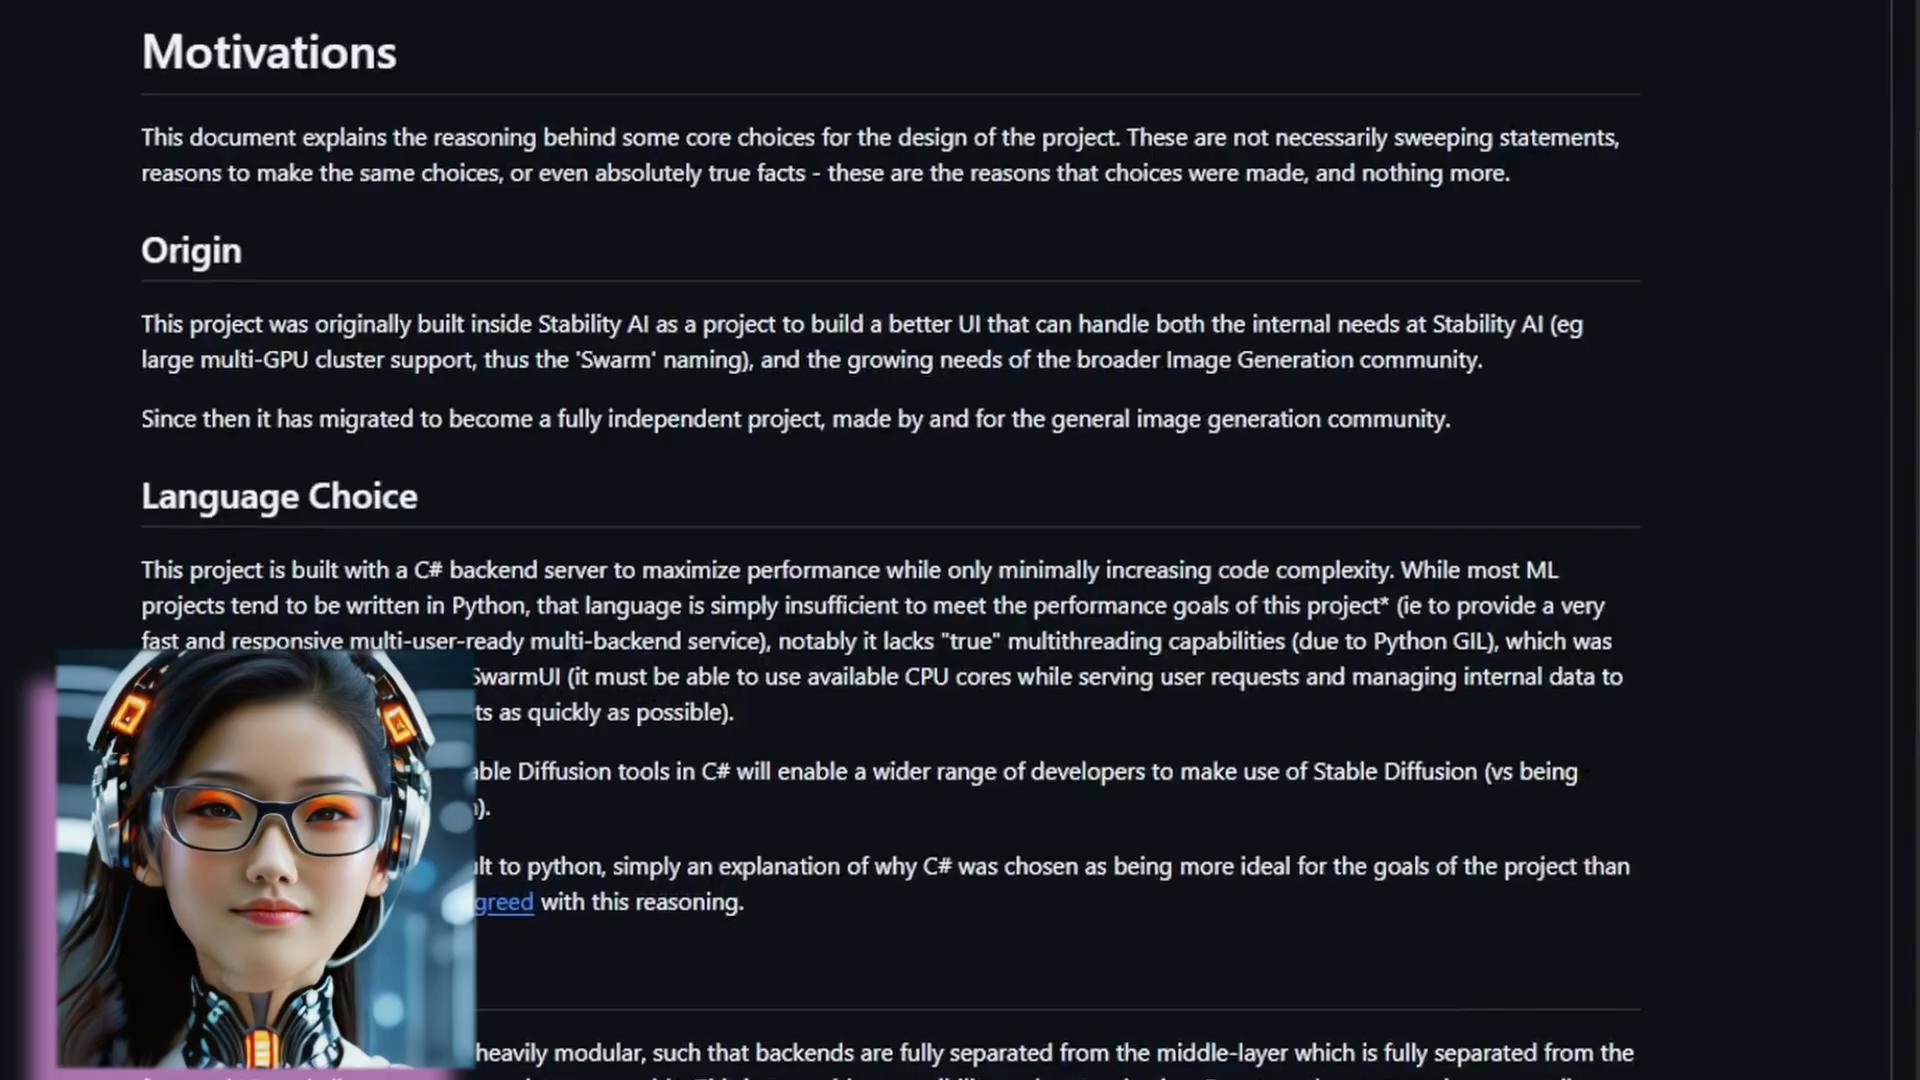 Motivations
This document explains the reasoning behind some core choices for the design of the project. These are not necessarily sweeping statements,
reasons to make the same choices, or even absolutely true facts - these are the reasons that choices were made, and nothing more.
Origin
This project was originally built inside Stability AI as a project to build a better UI that can handle both the internal needs at Stability AI (eg
large multi-GPU cluster support, thus the 'Swarm' naming), and the growing needs of the broader Image Generation community.
Since then it has migrated to become a fully independent project, made by and for the general image generation community.
Language Choice
This project is built with a C# backend server to maximize performance while only minimally increasing code complexity. While most ML
projects tend to be written in Python, that language is simply insufficient to meet the performance goals of this project* (ie to provide a very
fast and responsive multi-user-ready multi-backend service), notably it lacks "true" multithreading capabilities (due to Python GIL), which was
SwarmUI (it must be able to use available CPU cores while serving user requests and managing internal data to
ts as quickly as possible).
able Diffusion tools in C# will enable a wider range of developers to make use of Stable Diffusion (vs being
).
ult to python, simply an explanation of why C# was chosen as being more ideal for the goals of the project than
greed with this reasoning.
heavily modular, such that backends are fully separated from the middle-layer which is fully separated from the